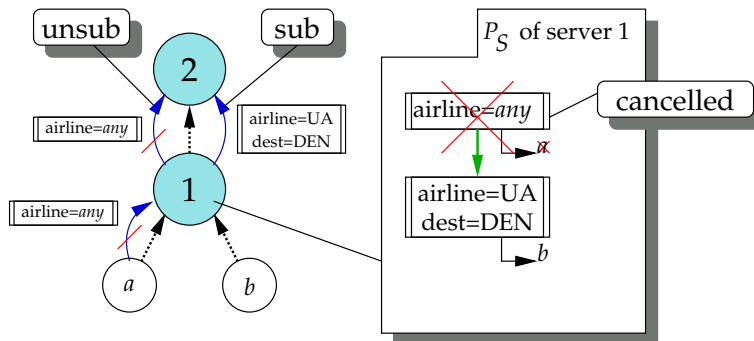 unsub
sub
2
airline=any
airline=UA
dest=DEN
1
airline=any
a
b
P_S of server 1
airline=any
cancelled
a
airline=UA
dest=DEN
b